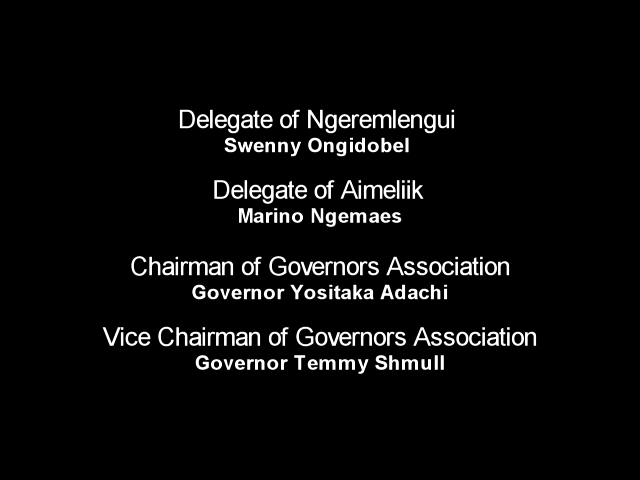 Delegate of Ngeremlengui
Swenny Ongidobel
Delegate of Aimeliik
Marino Ngemaes
Chairman of Governors Association
Governor Yositaka Adachi
Vice Chairman of Governors Association
Governor Temmy Shmull